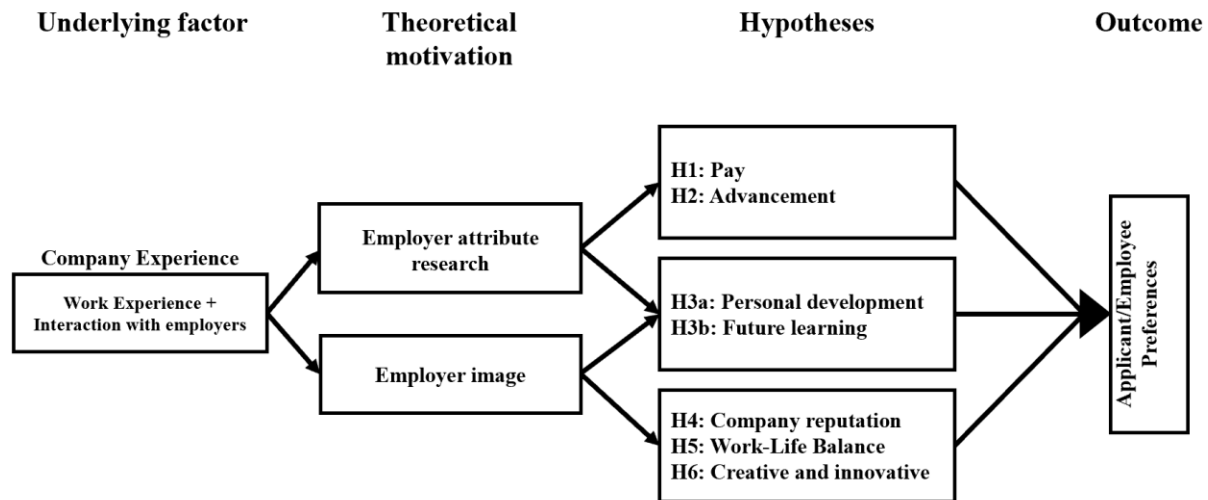 Underlying factor
Theoretical
motivation
Hypotheses
Outcome
Company Experience
Work Experience +
Interaction with employers
Employer attribute
research
Employer image
H1: Pay
H2: Advancement
H3a: Personal development
H3b: Future learning
H4: Company reputation
H5: Work-Life Balance
H6: Creative and innovative
Applicant/Employee
Preferences